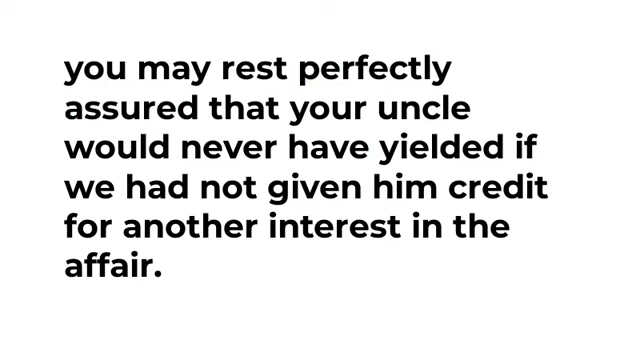 you may rest perfectly
assured that your uncle
would never have yielded if
we had not given him credit
for another interest in the
affair.